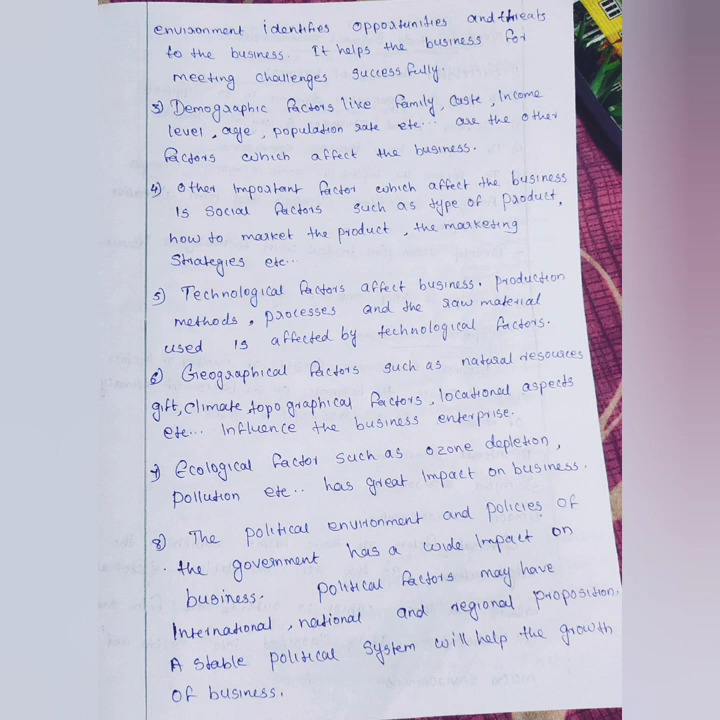 environment identifies opportunities and threats
to the business. It helps the business for
meeting challenges successfully.
3) Demographic factors like family, caste, Income
level, age, population rate etc... are the other
factors which affect the business.
4) Other Important factor which affect the business
Is social factors such as type of product,
how to market the product, the marketing
Strategies etc...
5) Technological factors affect business. production
methods, processes and the raw material
used Is affected by technological factors.
6) Geographical factors such as natural resources
gift, climate, topographical factors, locational aspects
etc... Influence the business enterprise.
7) Ecological factor such as ozone depletion,
pollution etc.. has great Impact on business.
8) The political environment and policies of
the government has a wide Impact on
business. Political factors may have
International, national and regional proposition.
A stable political system will help the growth
of business.